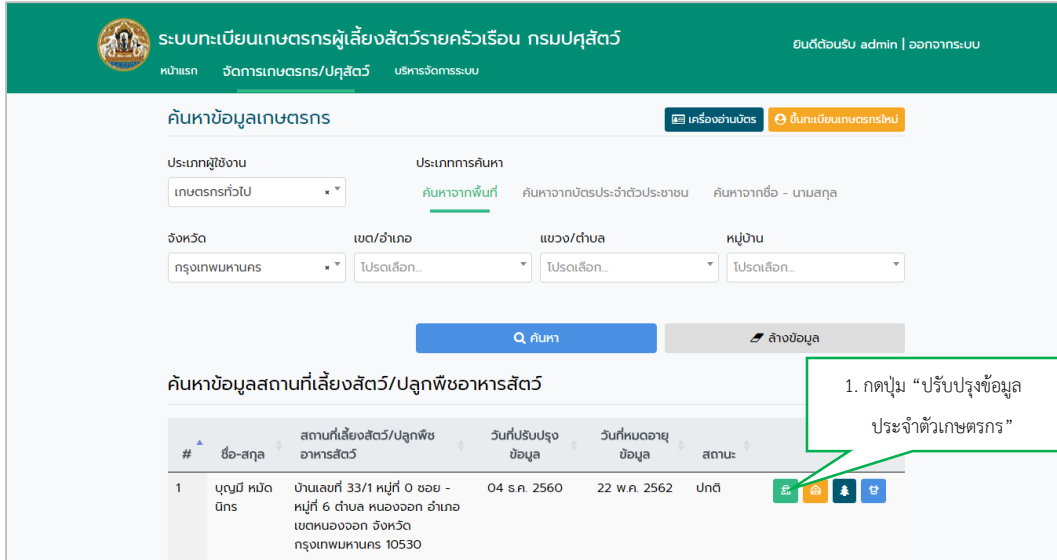 ระบบทะเบียนเกษตรกรผู้เลี้ยงสัตว์รายครัวเรือน กรมปศุสัตว์
ยินดีต้อนรับ admin | ออกจากระบบ
หน้าแรก จัดการเกษตรกร/ปศุสัตว์ บริหารจัดการระบบ
ค้นหาข้อมูลเกษตรกร
เครื่องอ่านบัตร
ขึ้นทะเบียนเกษตรกรใหม่
ประเภทผู้ใช้งาน
ประเภทการค้นหา
เกษตรกรทั่วไป ×
ค้นหาจากพื้นที่ ค้นหาจากบัตรประจำตัวประชาชน ค้นหาจากชื่อ - นามสกุล
จังหวัด เขต/อำเภอ แขวง/ตำบล หมู่บ้าน
กรุงเทพมหานคร × โปรดเลือก... โปรดเลือก... โปรดเลือก...
ค้นหา ล้างข้อมูล
ค้นหาข้อมูลสถานที่เลี้ยงสัตว์/ปลูกพืชอาหารสัตว์
1. กดปุ่ม “ปรับปรุงข้อมูล
ประจำตัวเกษตรกร”
# ชื่อ-สกุล
สถานที่เลี้ยงสัตว์/ปลูกพืช
อาหารสัตว์
วันที่ปรับปรุง
ข้อมูล
วันที่หมดอายุ
ข้อมูล
สถานะ
1
บุญมี หมัด
นิกร
บ้านเลขที่ 33/1 หมู่ที่ 0 ซอย -
หมู่ที่ 6 ตำบล หนองจอก อำเภอ
เขตหนองจอก จังหวัด
กรุงเทพมหานคร 10530
04 ธ.ค. 2560
22 พ.ค. 2562
ปกติ